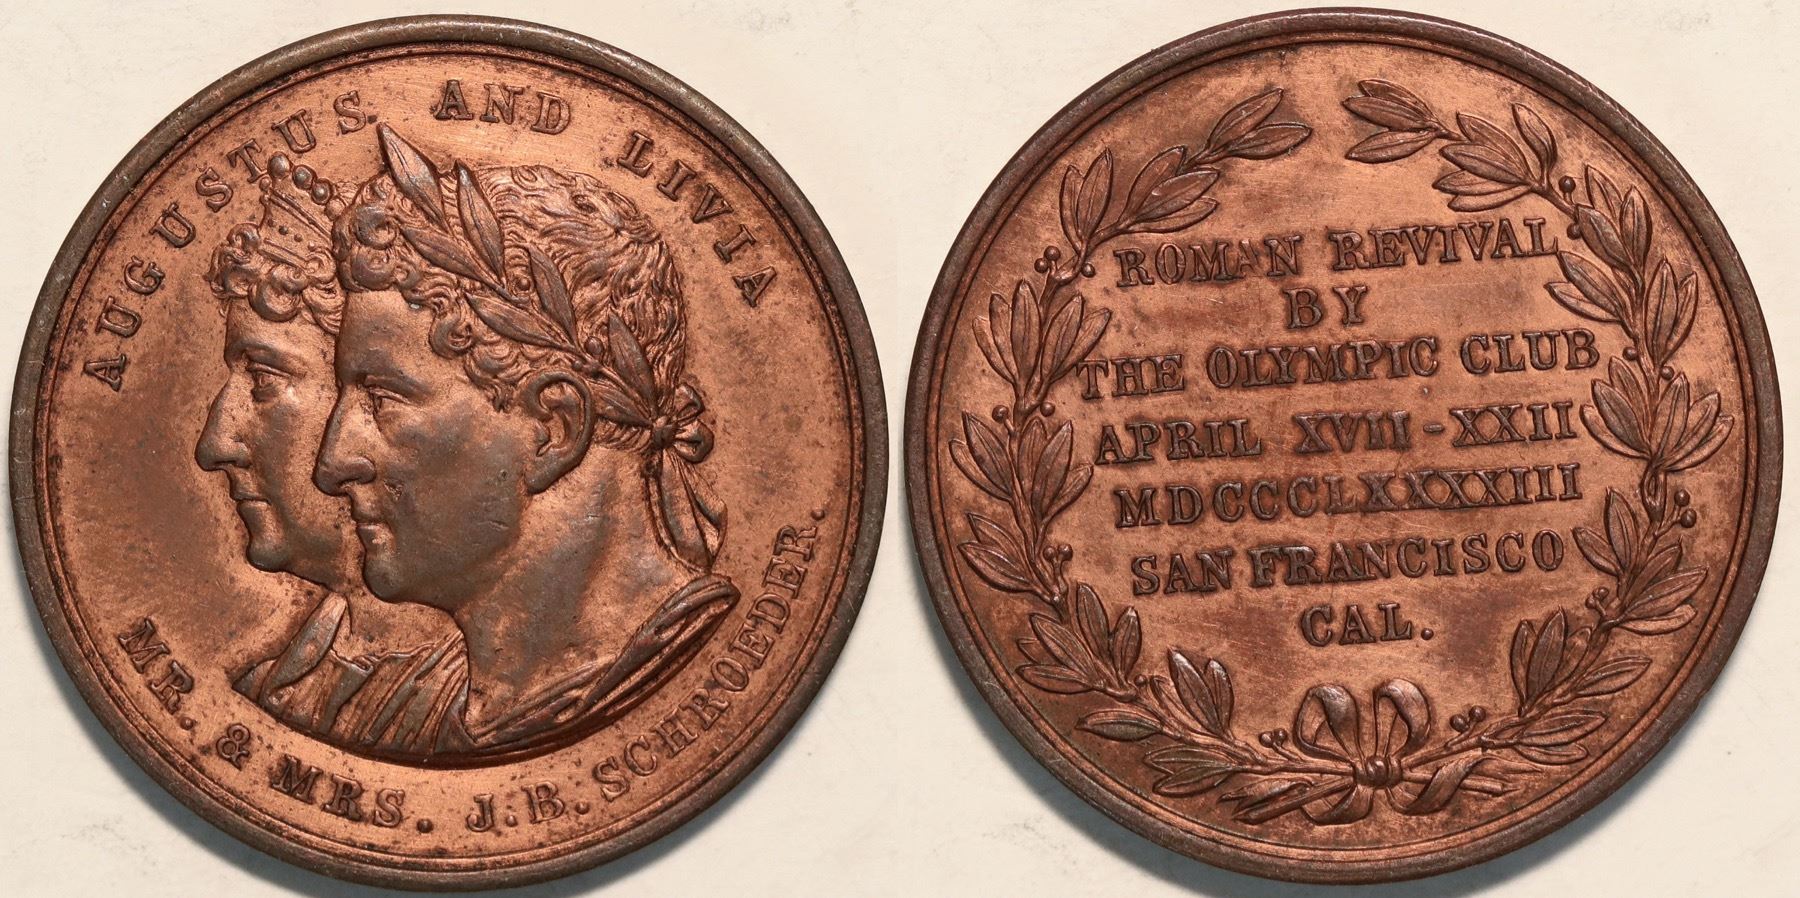 AUGUSTUS AND LIVIA
MR. & MRS. J. B. SCHROEDER.
ROMAN REVIVAL
BY
THE OLYMPIC CLUB
APRIL XVII-XXII
MDCCCLXXXXIII
SAN FRANCISCO
CAL.